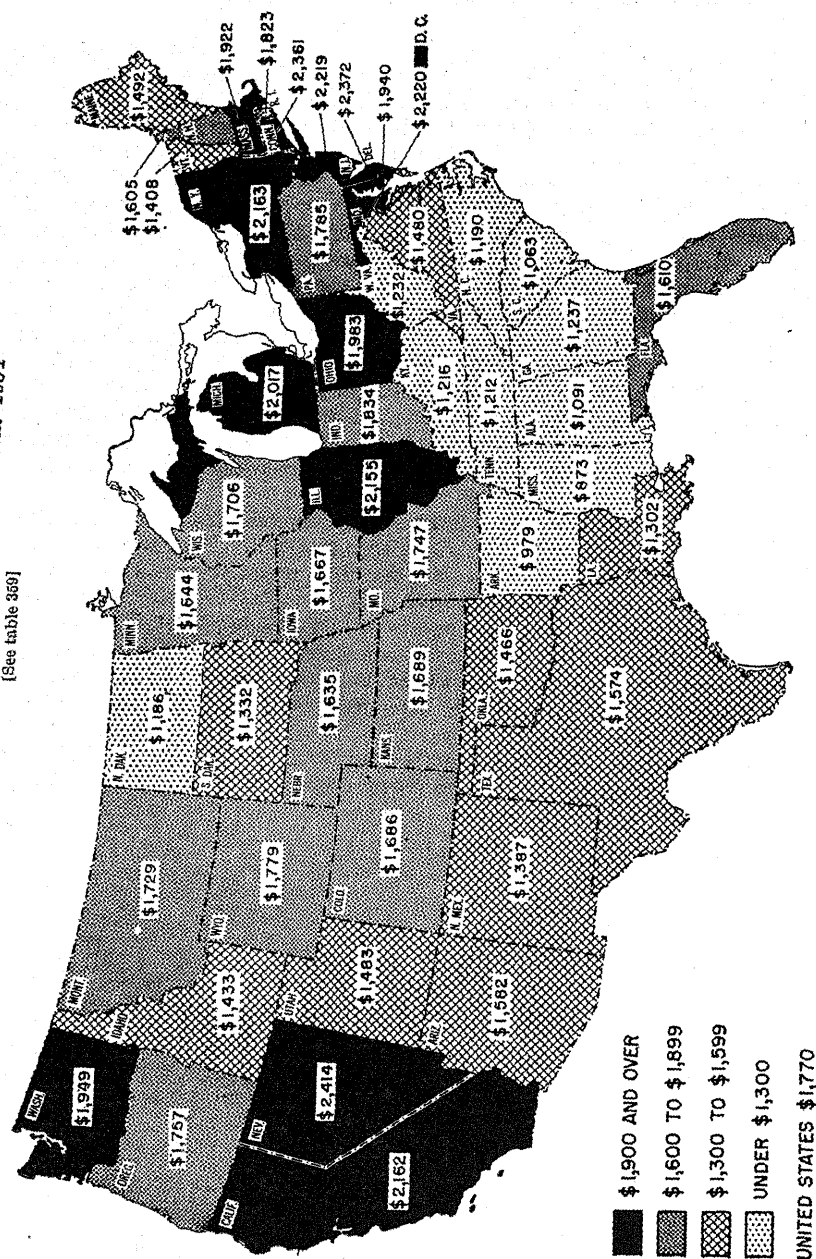 [See table 359]
WASH.
$1,949
OREG.
$1,757
CALIF.
$2,162
NEV.
$2,414
IDAHO
$1,433
MONT.
$1,729
WYO.
$1,779
UTAH
$1,483
COLO.
$1,686
ARIZ.
$1,582
N. MEX.
$1,387
N. DAK.
$1,186
S. DAK.
$1,332
NEBR.
$1,635
KANS.
$1,689
OKLA.
$1,466
TEX.
$1,574
MINN.
$1,644
IOWA
$1,667
MO.
$1,747
ARK.
$979
LA.
$1,302
WIS.
$1,706
ILL.
$2,155
MICH.
$2,017
IND.
$1,834
OHIO
$1,983
KY.
$1,216
TENN.
$1,212
MISS.
$873
ALA.
$1,091
GA.
$1,237
FLA.
$1,610
S. C.
$1,063
N. C.
$1,190
VA.
$1,480
W. VA.
$1,232
PA.
$1,785
N. Y.
$2,163
VT.
MAINE
$1,492
$1,605
$1,408
MASS.
$1,922
R. I.
$1,823
CONN.
$2,361
N. J.
$2,219
DEL.
$2,372
MD.
$1,940
$2,220 D.C.
$1,900 AND OVER
$1,600 TO $1,899
$1,300 TO $1,599
UNDER $1,300
UNITED STATES $1,770